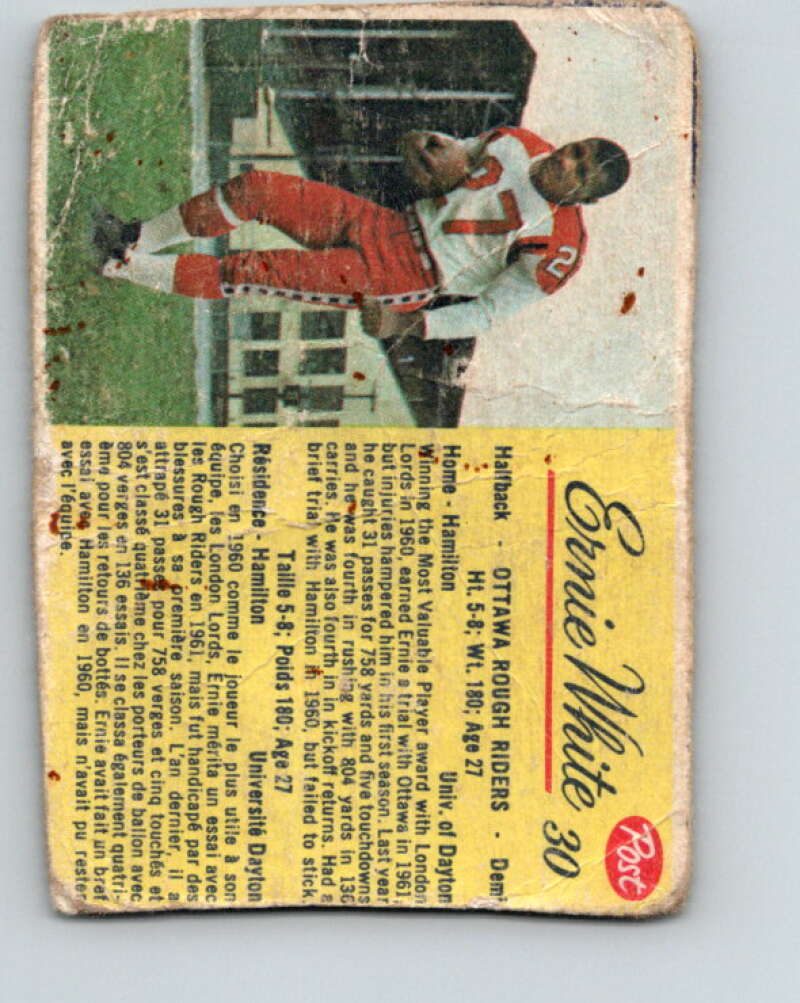 Ernie White 30
Post
Halfback - OTTAWA ROUGH RIDERS - Demi
Ht. 5-8; Wt. 180; Age 27
Home - Hamilton Univ. of Dayton
Winning the Most Valuable Player award with London
Lords in 1960, earned Ernie a trial with Ottawa in 1961,
but injuries hampered him in his first season. Last year
he caught 31 passes for 758 yards and five touchdowns
and he was fourth in rushing with 804 yards in 136
carries. He was also fourth in in kickoff returns. Had a
brief trial with Hamilton in 1960, but failed to stick.
Taille 5-8; Poids 180; Age 27
Résidence - Hamilton Université Dayton
Choisi en 1960 comme le joueur le plus utile à son
équipe, les London Lords, Ernie mérita un essai avec
les Rough Riders en 1961, mais fut handicapé par des
blessures à sa première saison. L'an dernier, il a
attrapé 31 passes pour 758 verges et cinq touchés et
s'est classé quatrième chez les porteurs de ballon avec
804 verges en 136 essais. Il se classa également quatri-
ème pour les retours de bottés. Ernie avait fait un bref
essai avec Hamilton en 1960, mais n'avait pu rester
avec l'équipe.
2